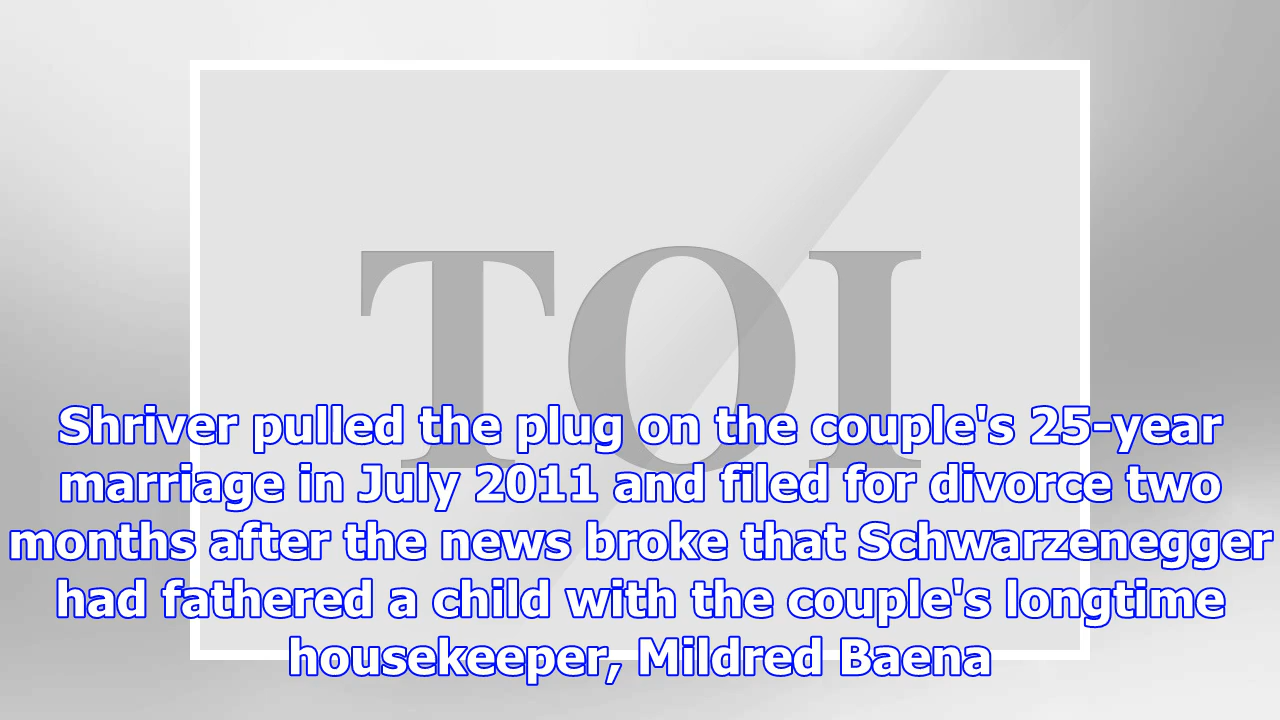 TOI
Shriver pulled the plug on the couple's 25-year
marriage in July 2011 and filed for divorce two
months after the news broke that Schwarzenegger
had fathered a child with the couple's longtime
housekeeper, Mildred Baena